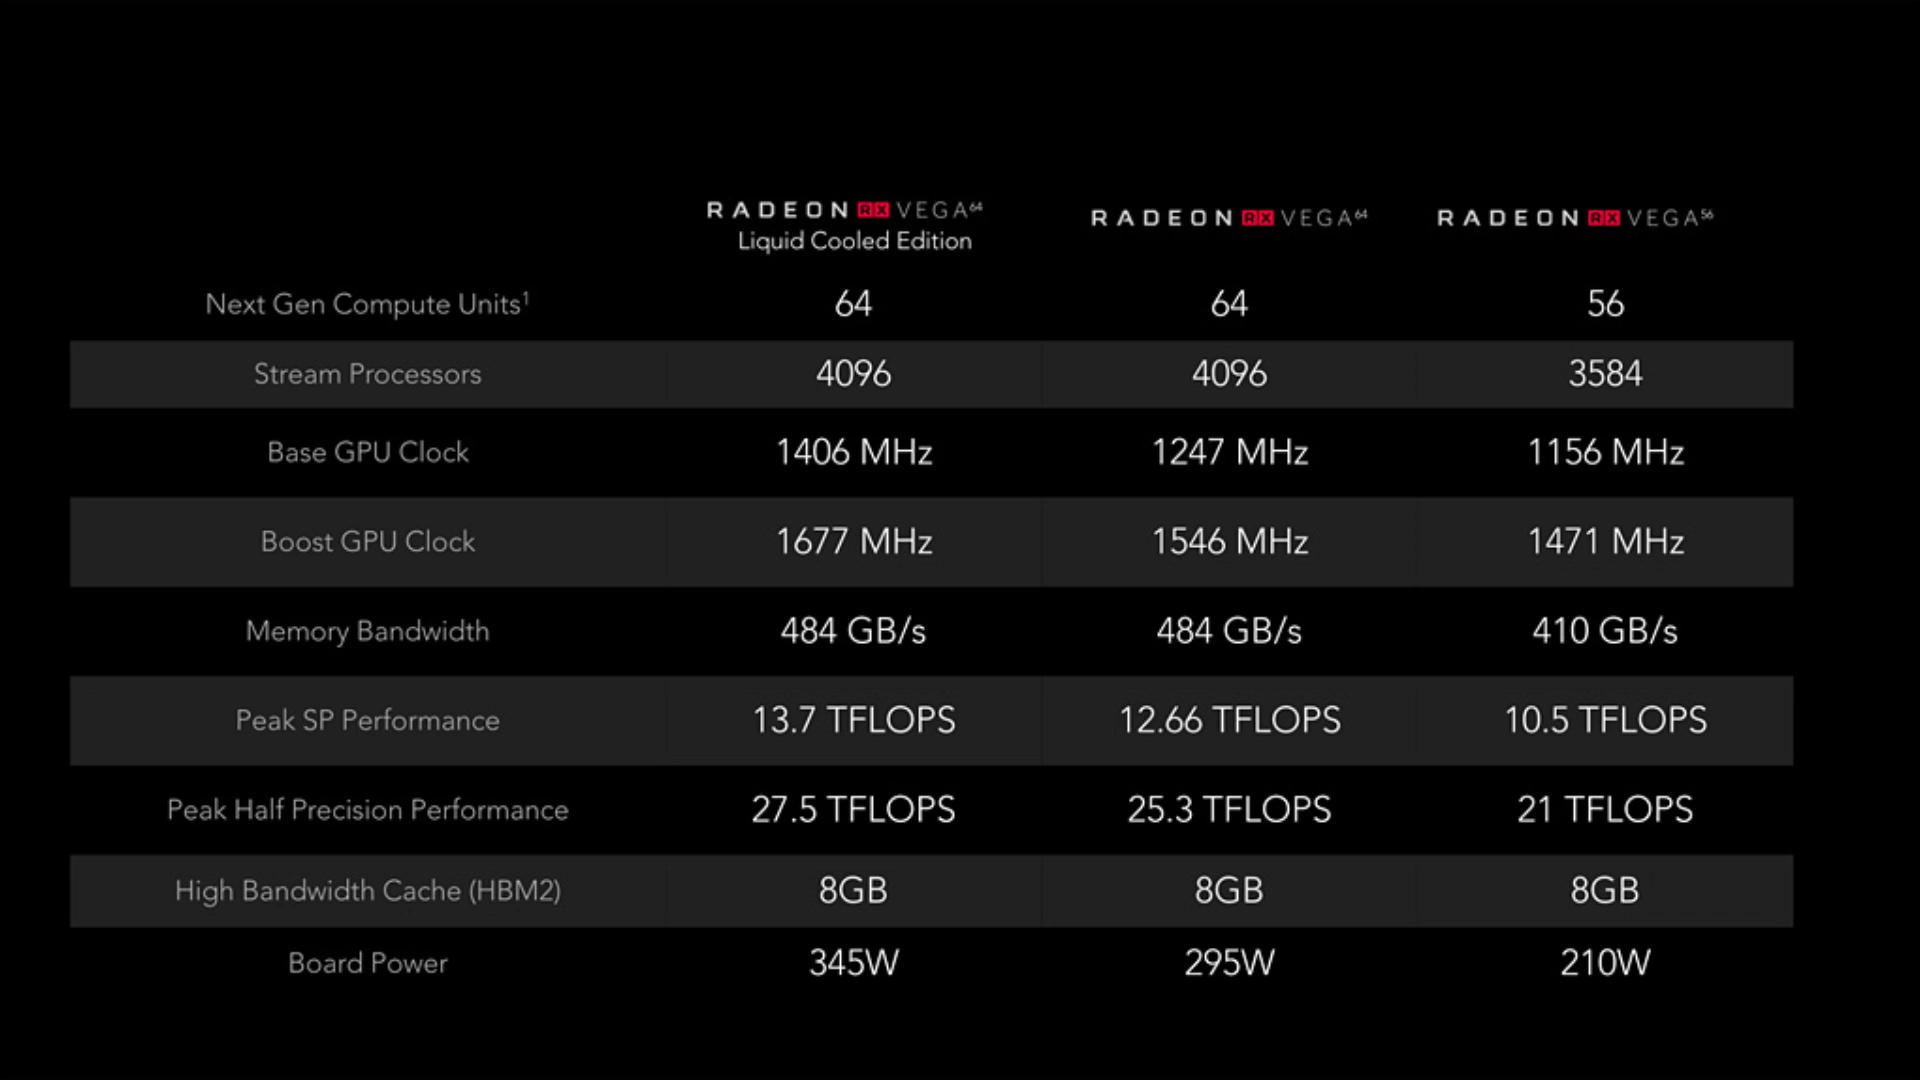 RADEON RX VEGA⁶⁴ RADEON RX VEGA⁶⁴ RADEON RX VEGA⁵⁶
Liquid Cooled Edition
Next Gen Compute Units¹ 64 64 56
Stream Processors 4096 4096 3584
Base GPU Clock 1406 MHz 1247 MHz 1156 MHz
Boost GPU Clock 1677 MHz 1546 MHz 1471 MHz
Memory Bandwidth 484 GB/s 484 GB/s 410 GB/s
Peak SP Performance 13.7 TFLOPS 12.66 TFLOPS 10.5 TFLOPS
Peak Half Precision Performance 27.5 TFLOPS 25.3 TFLOPS 21 TFLOPS
High Bandwidth Cache (HBM2) 8GB 8GB 8GB
Board Power 345W 295W 210W